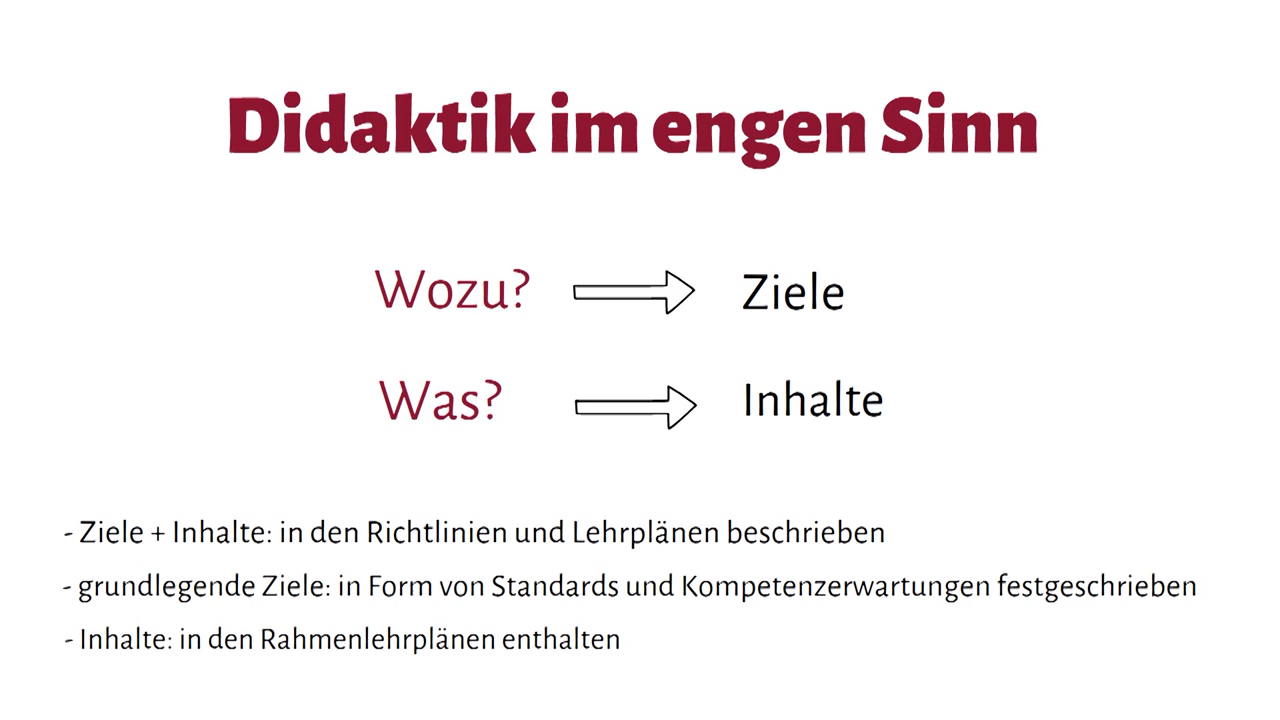 Didaktik im engen Sinn
Wozu? Ziele
Was? Inhalte
- Ziele + Inhalte: in den Richtlinien und Lehrplänen beschrieben
- grundlegende Ziele: in Form von Standards und Kompetenzerwartungen festgeschrieben
- Inhalte: in den Rahmenlehrplänen enthalten